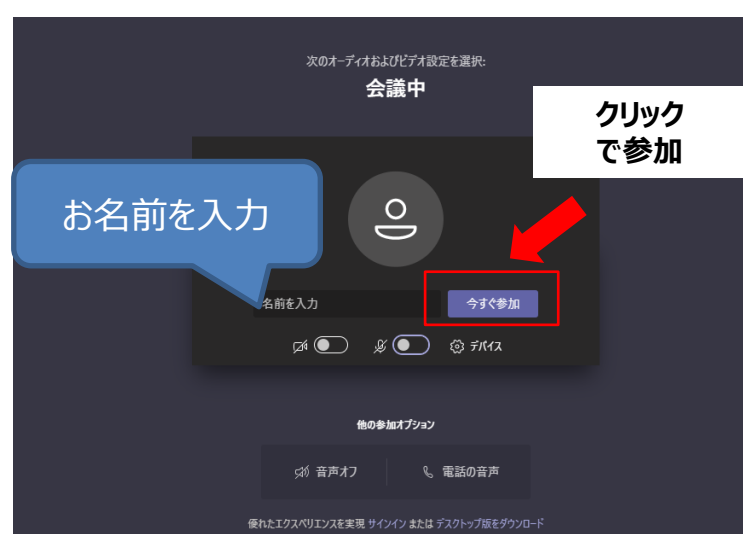 次のオーディオおよびビデオ設定を選択:
会議中
クリック
で参加
お名前を入力
名前を入力
今すぐ参加
デバイス
他の参加オプション
音声オフ
電話の音声
優れたエクスペリエンスを実現 サインイン または デスクトップ版をダウンロード